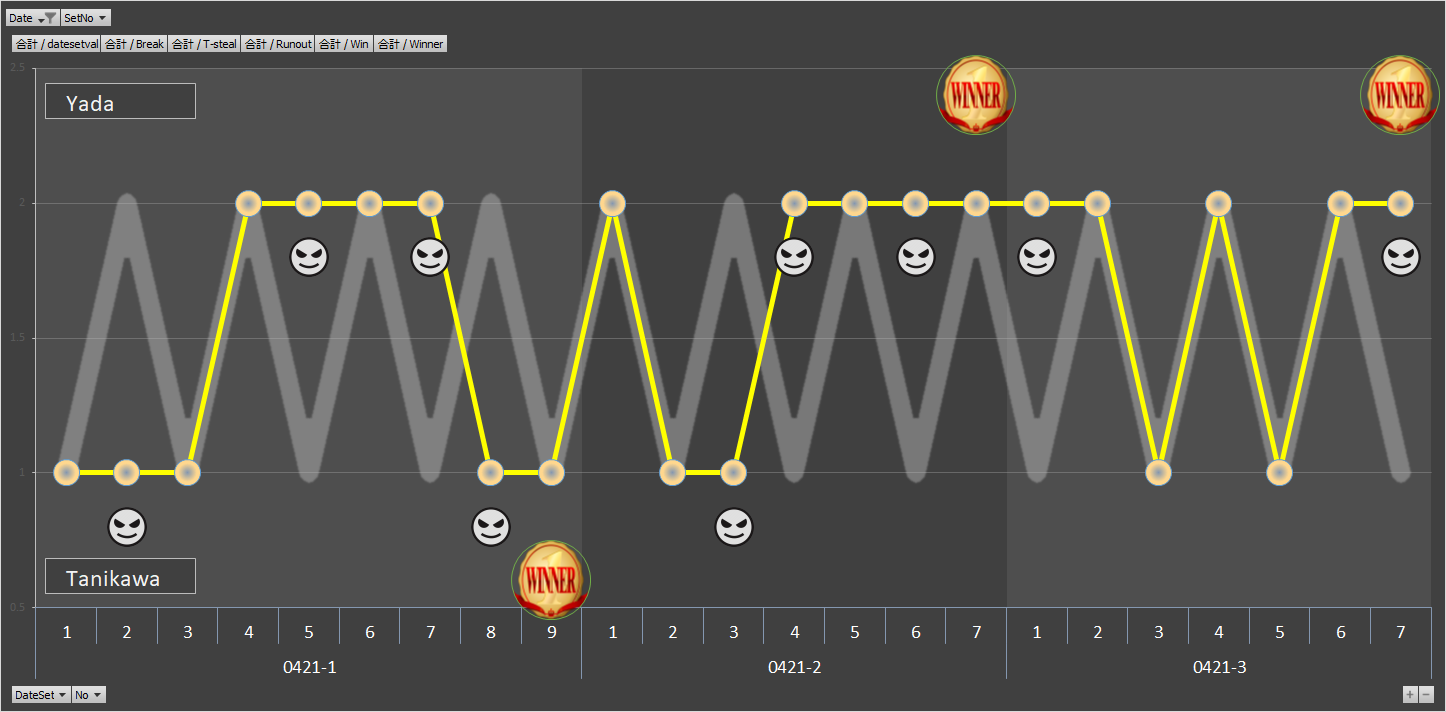 Date SetNo
合計 / datesetval 合計 / Break 合計 / T-steal 合計 / Runout 合計 / Win 合計 / Winner
2.5
Yada
WINNER WINNER
2
1.5
1
Tanikawa
WINNER
0.5
1 2 3 4 5 6 7 8 9 1 2 3 4 5 6 7 1 2 3 4 5 6 7
0421-1 0421-2 0421-3
DateSet No + −